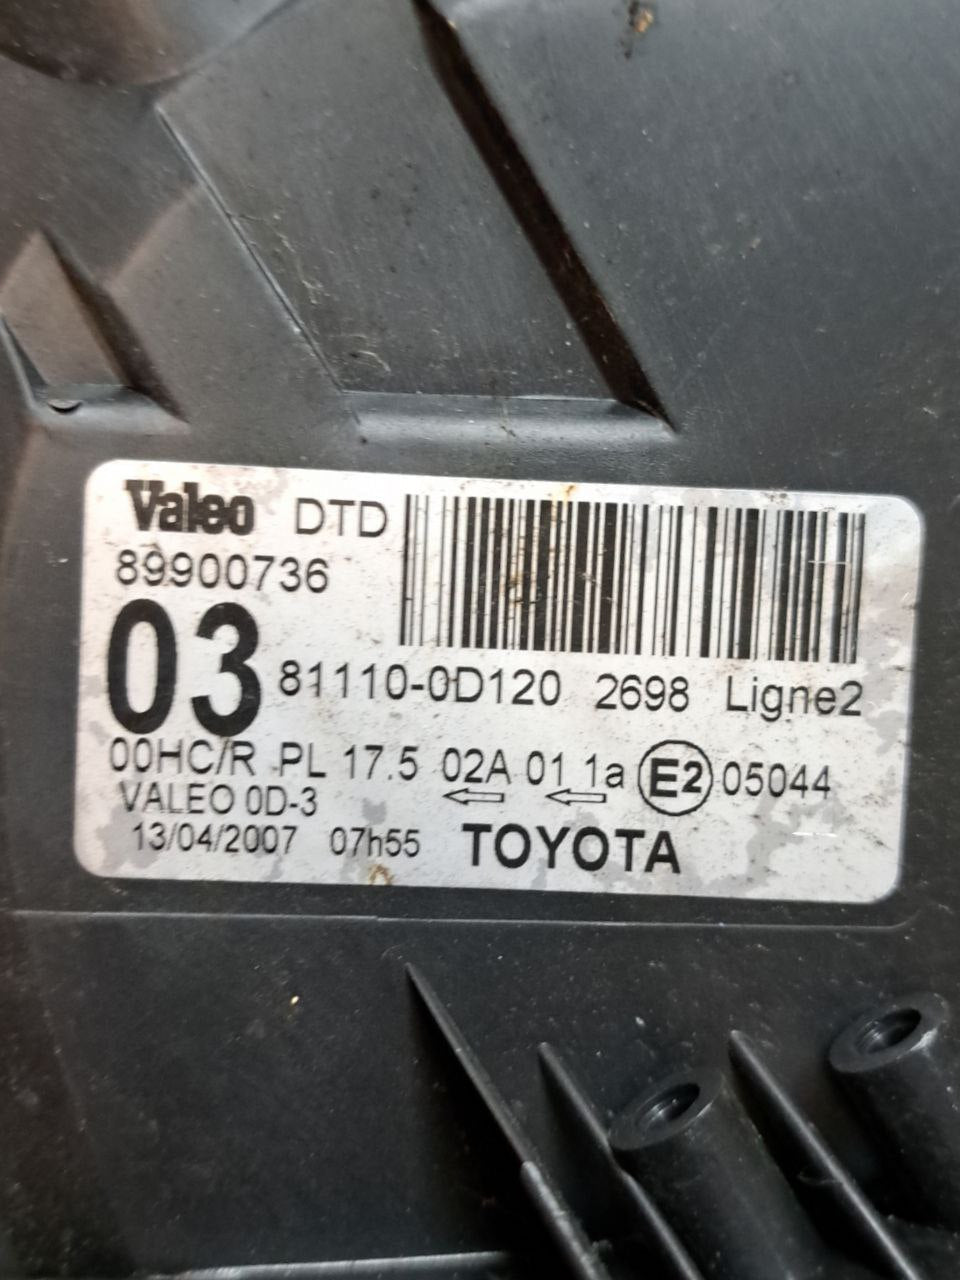 Valeo DTD
89900736
03 81110-0D120 2698 Ligne2
00HC/R PL 17.5 02A 01 1a E2 05044
VALEO 0D-3
13/04/2007 07h55 TOYOTA